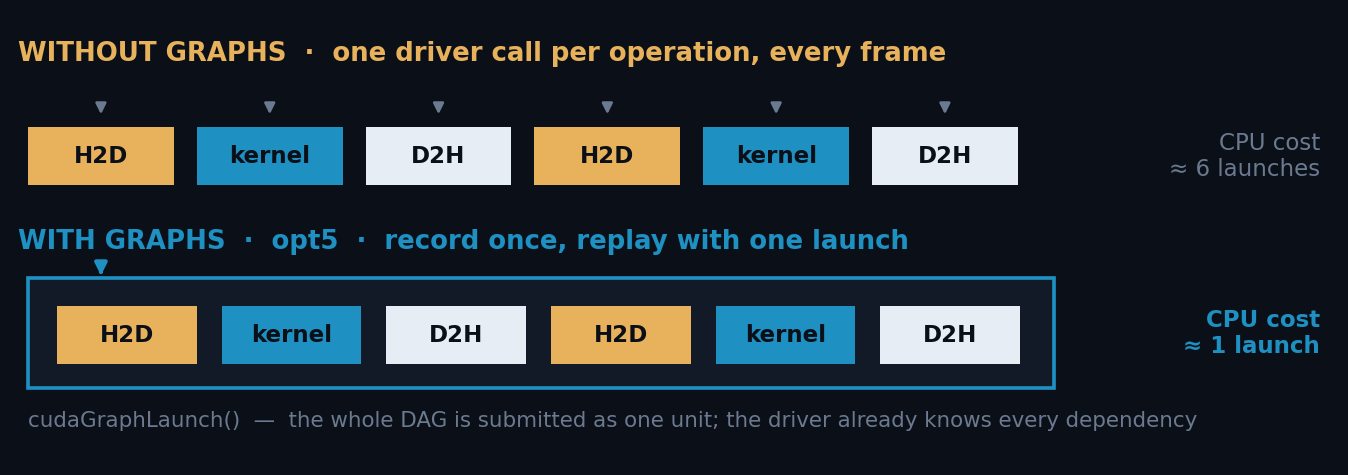 WITHOUT GRAPHS · one driver call per operation, every frame
H2D kernel D2H H2D kernel D2H
CPU cost
≈ 6 launches
WITH GRAPHS · opt5 · record once, replay with one launch
H2D kernel D2H H2D kernel D2H
CPU cost
≈ 1 launch
cudaGraphLaunch() — the whole DAG is submitted as one unit; the driver already knows every dependency